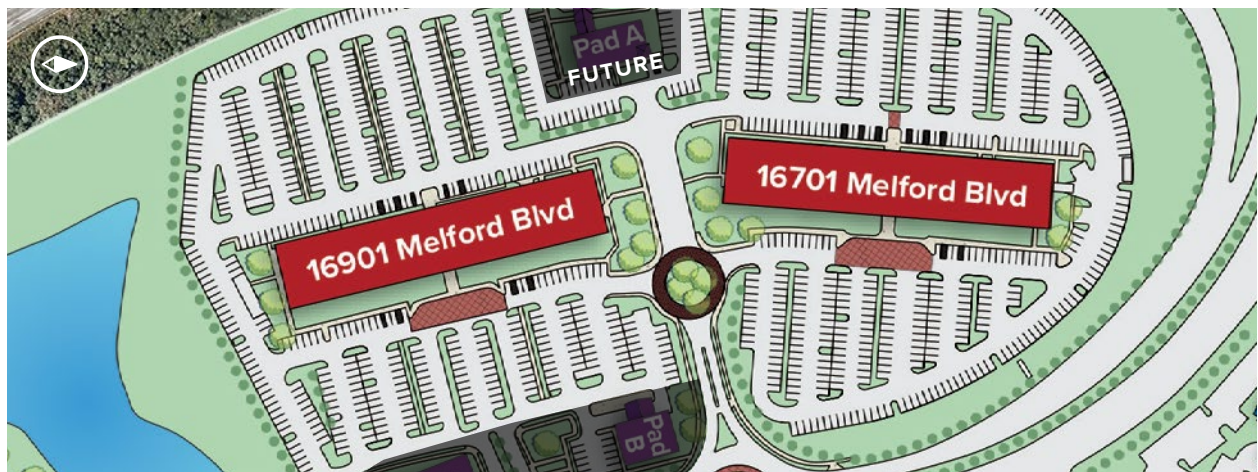 Pad A
FUTURE
16701 Melford Blvd
16901 Melford Blvd
Pad
B